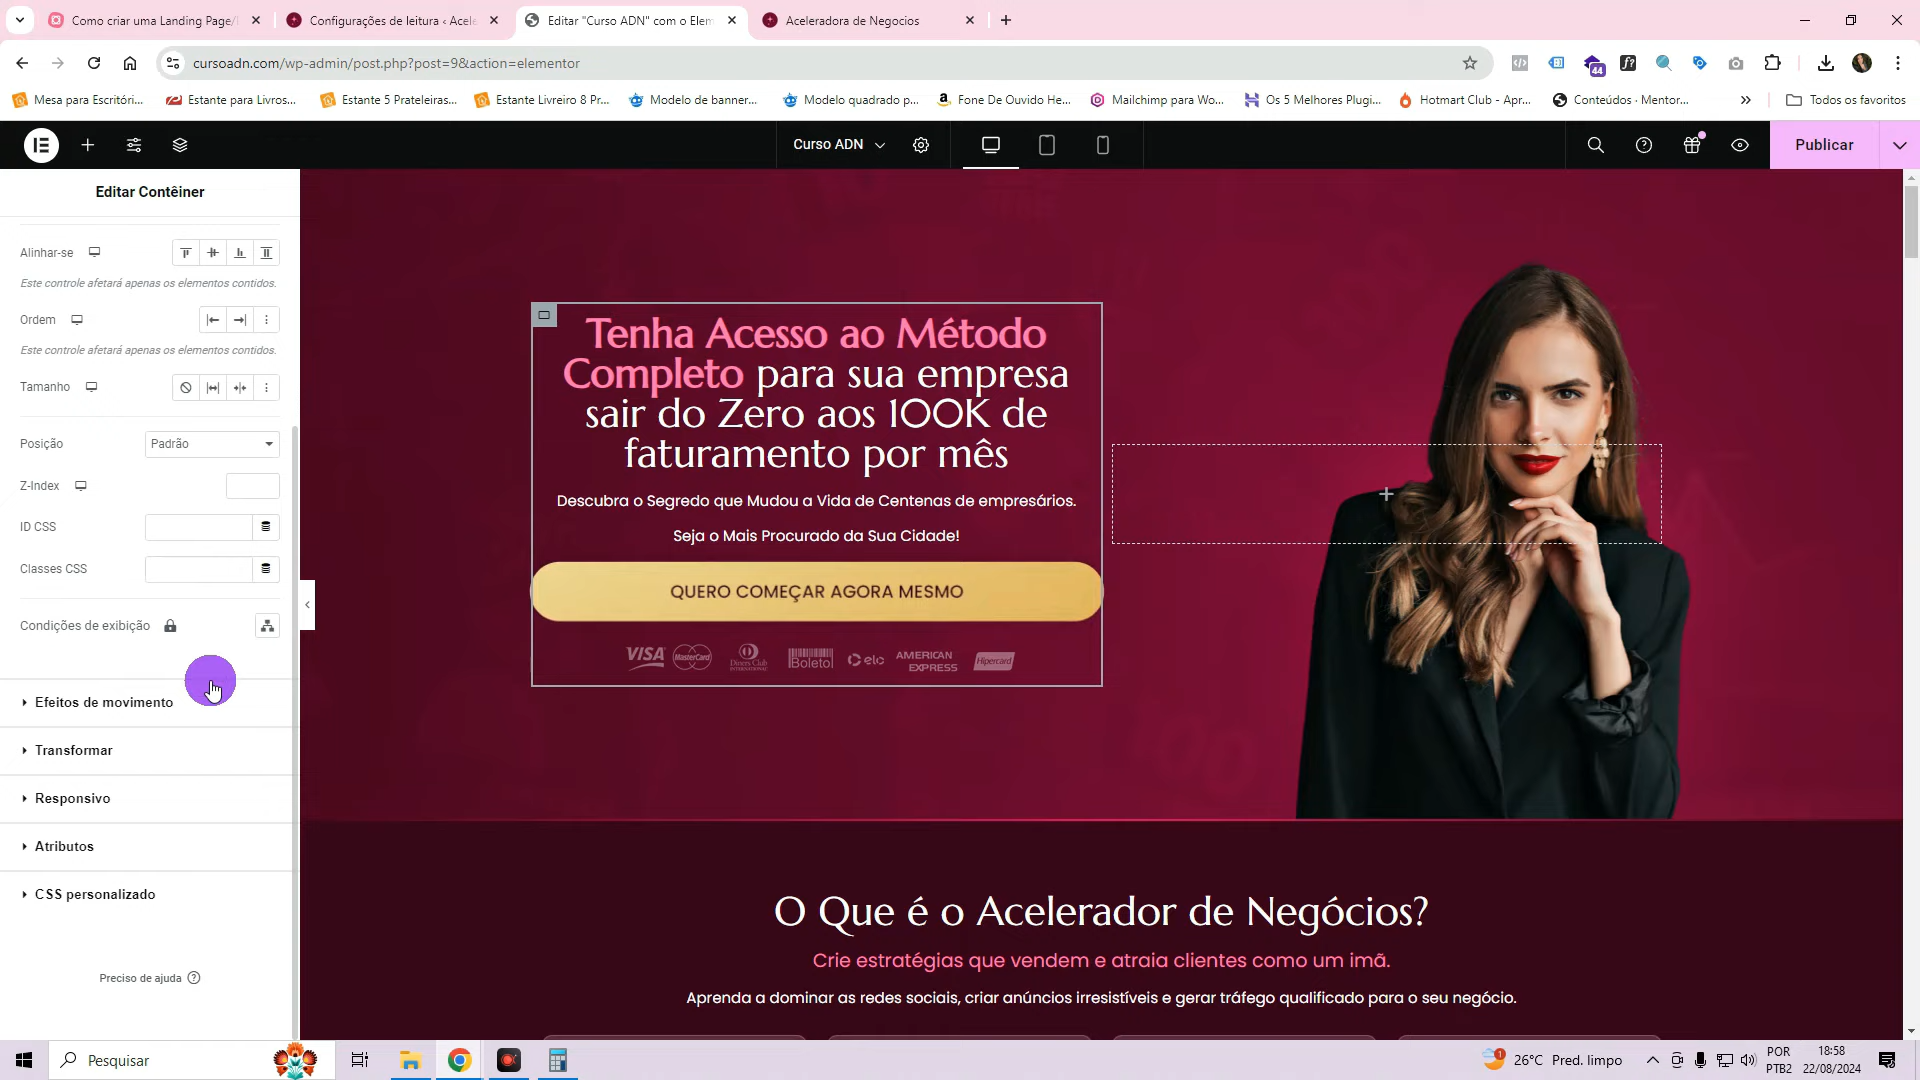 Como criar uma Landing Page/
Configurações de leitura ‹ Acele
Editar "Curso ADN" com o Elem
Aceleradora de Negocios
cursoadn.com/wp-admin/post.php?post=9&action=elementor
44
f?
Mesa para Escritóri...
Estante para Livros...
Estante 5 Prateleiras...
Estante Livreiro 8 Pr...
Modelo de banner...
Modelo quadrado p...
Fone De Ouvido He...
Mailchimp para Wo...
Os 5 Melhores Plugi...
Hotmart Club - Apr...
Conteúdos · Mentor...
»
Todos os favoritos
Curso ADN
Publicar
Editar Contêiner
Alinhar-se
Este controle afetará apenas os elementos contidos.
Ordem
Este controle afetará apenas os elementos contidos.
Tamanho
Posição
Padrão
Z-Index
ID CSS
Classes CSS
Condições de exibição
Efeitos de movimento
Transformar
Responsivo
Atributos
CSS personalizado
Preciso de ajuda
Tenha Acesso ao Método
Completo para sua empresa
sair do Zero aos 100K de
faturamento por mês
Descubra o Segredo que Mudou a Vida de Centenas de empresários.
Seja o Mais Procurado da Sua Cidade!
QUERO COMEÇAR AGORA MESMO
VISA
MasterCard
Diners Club
INTERNATIONAL
Boleto
elo
AMERICAN
EXPRESS
Hipercard
O Que é o Acelerador de Negócios?
Crie estratégias que vendem e atraia clientes como um imã.
Aprenda a dominar as redes sociais, criar anúncios irresistíveis e gerar tráfego qualificado para o seu negócio.
Pesquisar
1
26°C Pred. limpo
POR
PTB2
18:58
22/08/2024